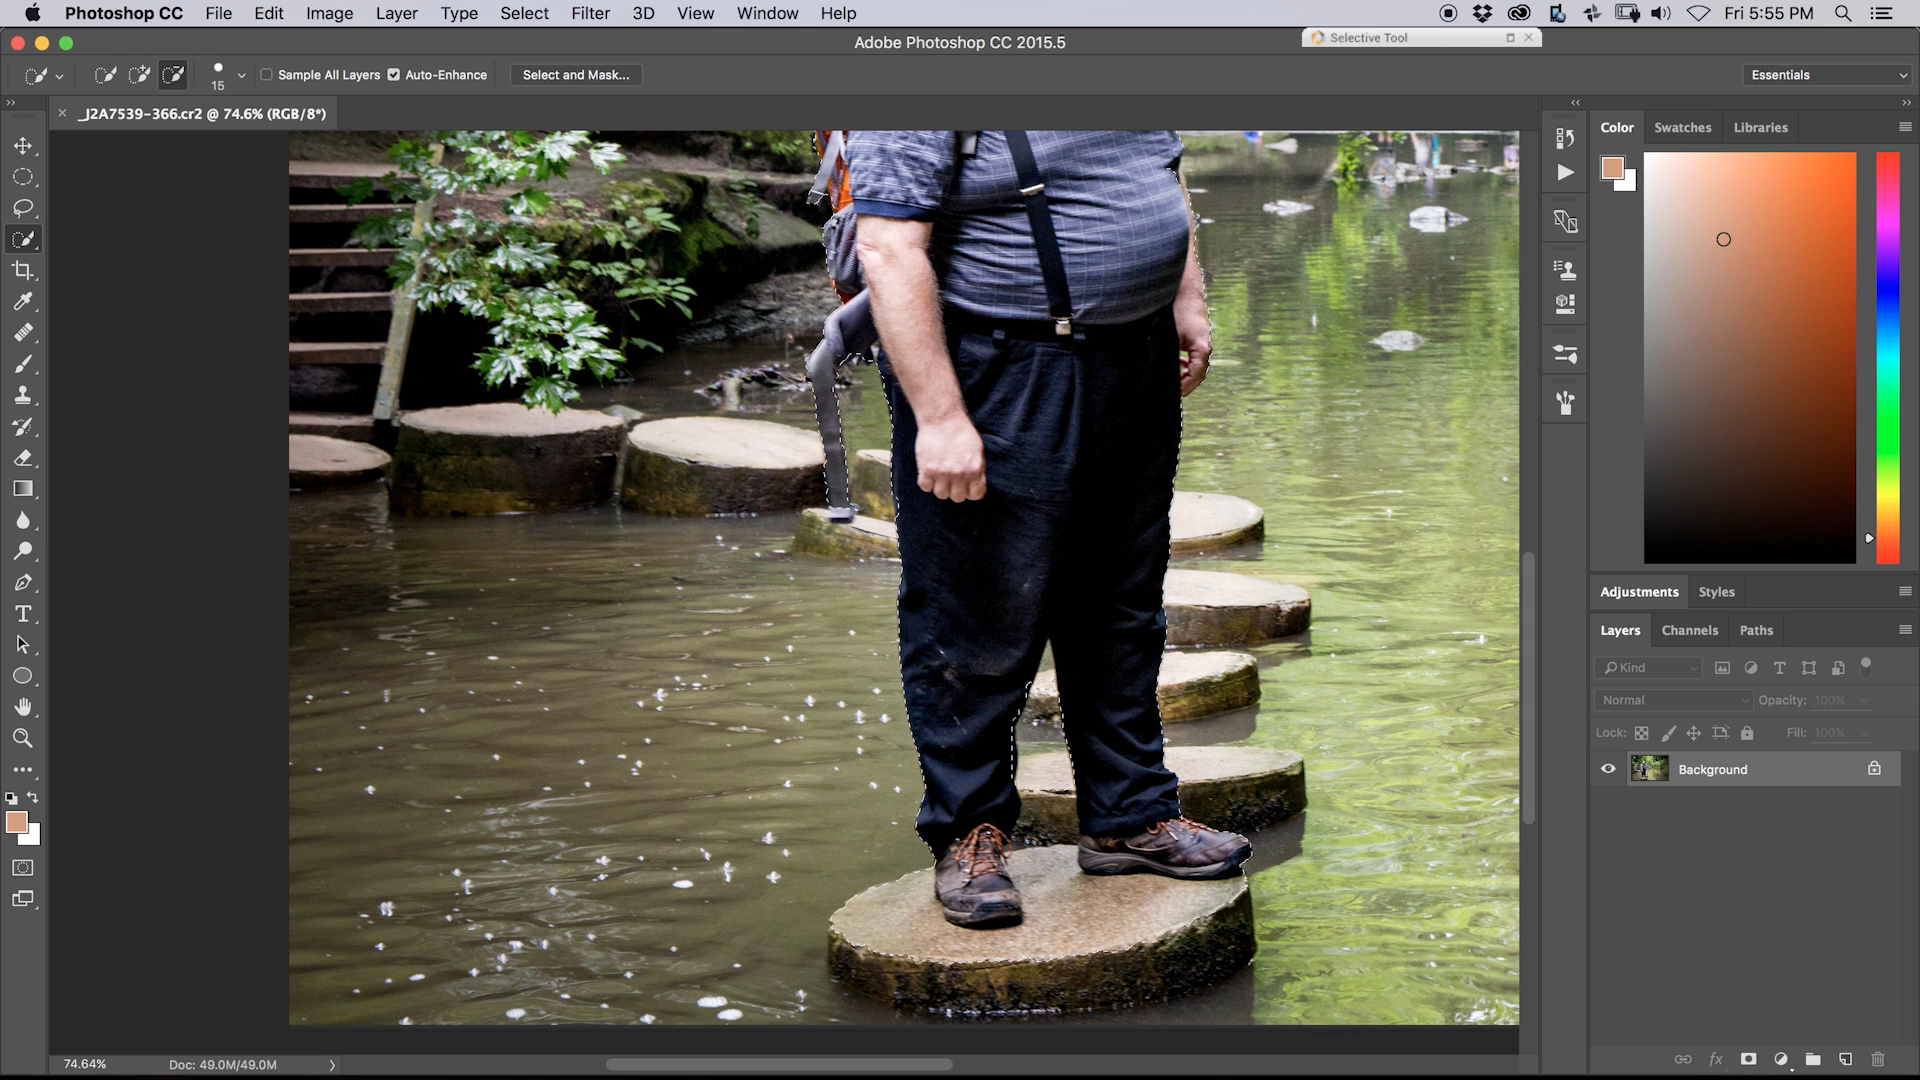 Photoshop CC File Edit Image Layer Type Select Filter 3D View Window Help Fri 5:55 PM
Adobe Photoshop CC 2015.5
Selective Tool
15
Sample All Layers Auto-Enhance Select and Mask... Essentials
_J2A7539-366.cr2 @ 74.6% (RGB/8*)
Color Swatches Libraries
Adjustments Styles
Layers Channels Paths
Kind
Normal Opacity: 100%
Lock: Fill: 100%
Background
fx
74.64% Doc: 49.0M/49.0M